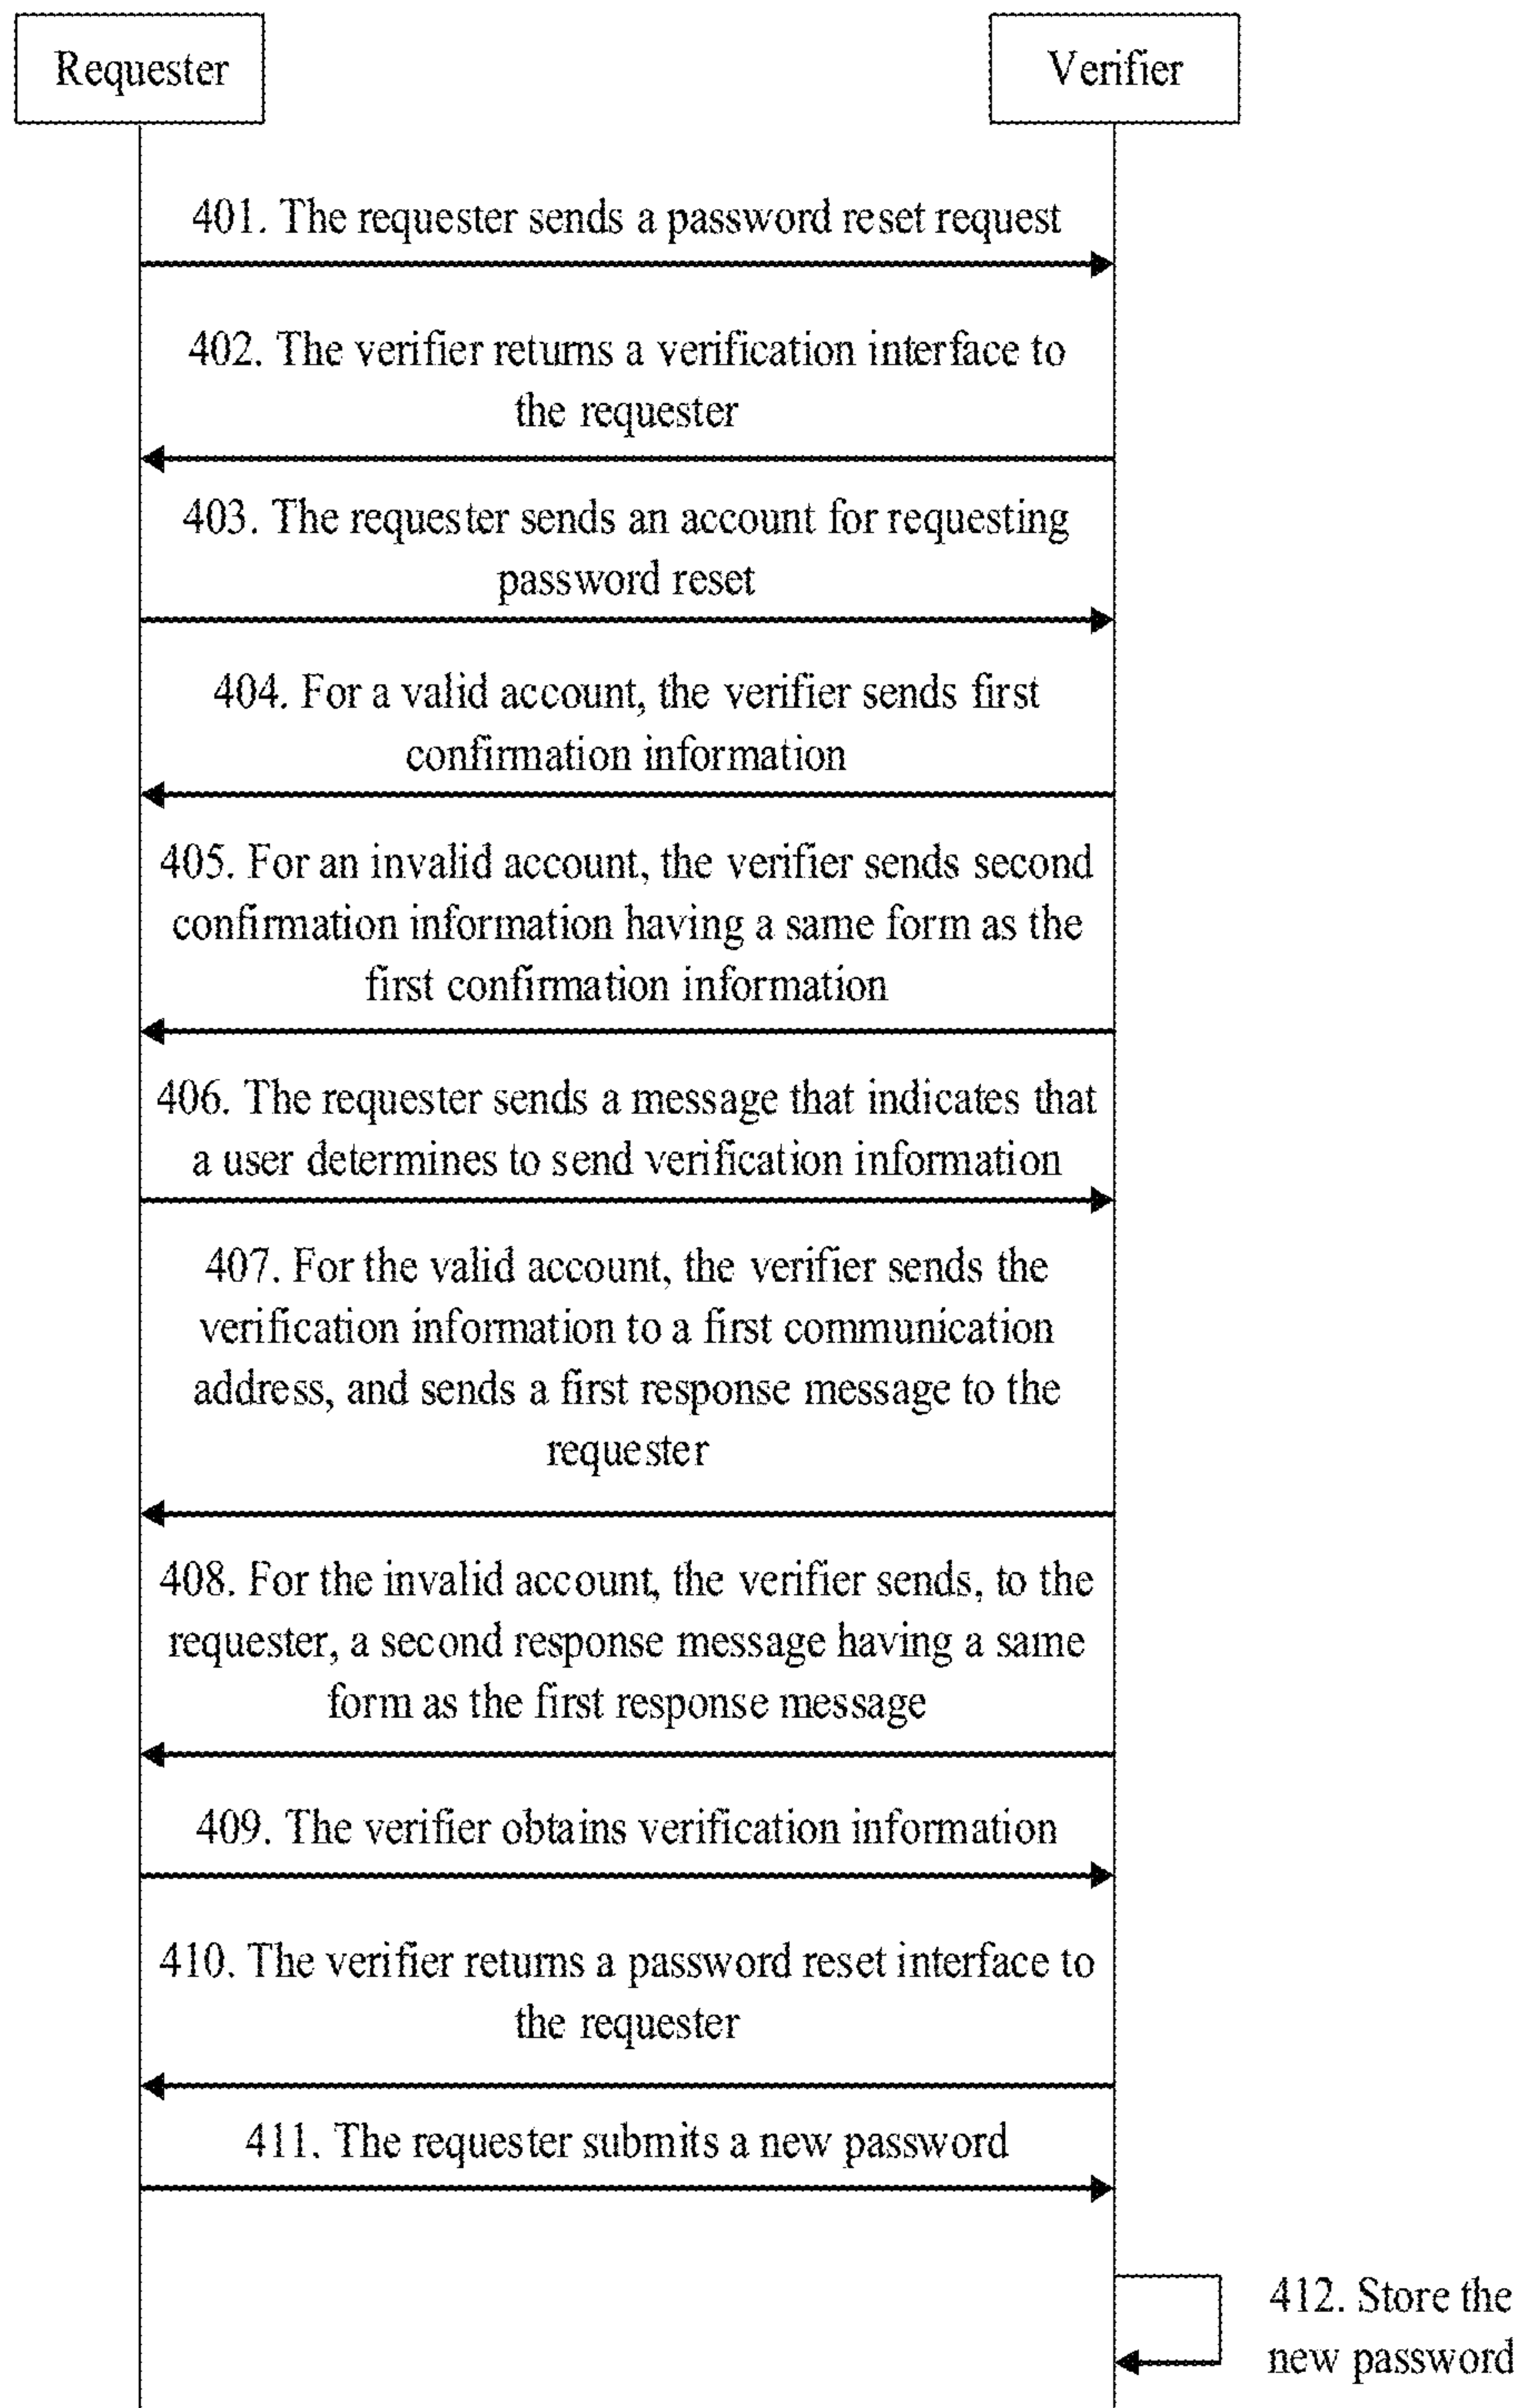 Requester
Verifier
401. The requester sends a password reset request
402. The verifier returns a verification interface to
the requester
403. The requester sends an account for requesting
password reset
404. For a valid account, the verifier sends first
confirmation information
405. For an invalid account, the verifier sends second
confirmation information having a same form as the
first confirmation information
406. The requester sends a message that indicates that
a user determines to send verification information
407. For the valid account, the verifier sends the
verification information to a first communication
address, and sends a first response message to the
requester
408. For the invalid account, the verifier sends, to the
requester, a second response message having a same
form as the first response message
409. The verifier obtains verification information
410. The verifier returns a password reset interface to
the requester
411. The requester submits a new password
412. Store the
new password